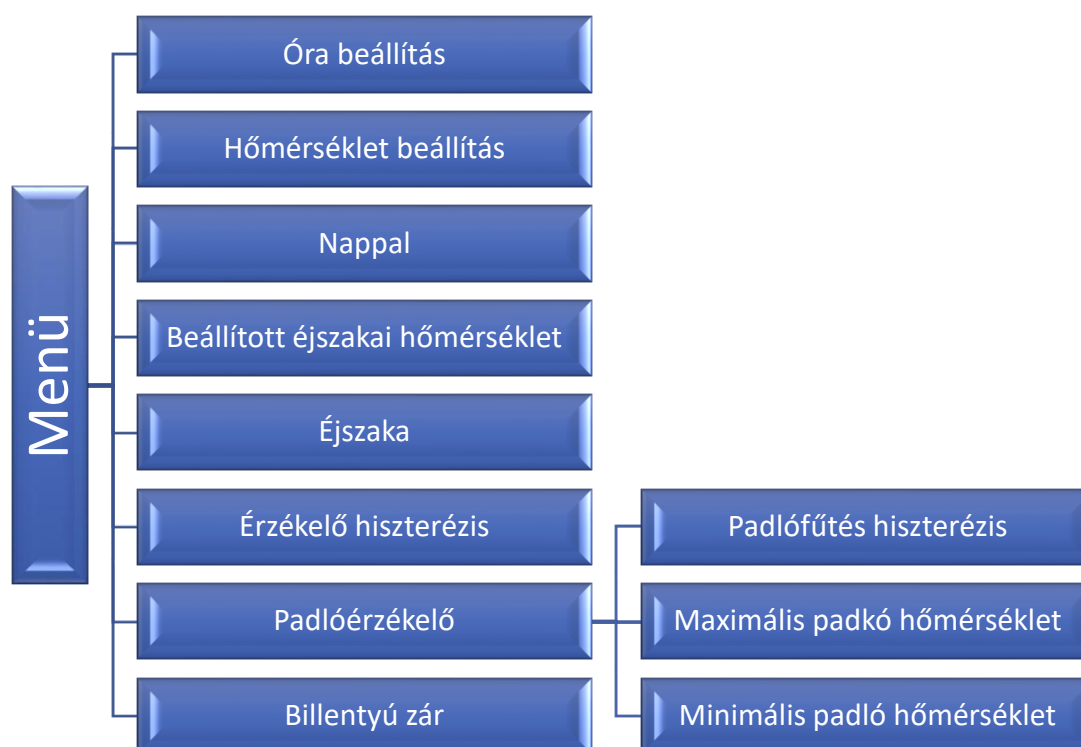 Menü
Óra beállítás
Hőmérséklet beállítás
Nappal
Beállított éjszakai hőmérséklet
Éjszaka
Érzékelő hiszterézis
Padlóérzékelő
Padlófűtés hiszterézis
Maximális padkó hőmérséklet
Minimális padló hőmérséklet
Billentyú zár